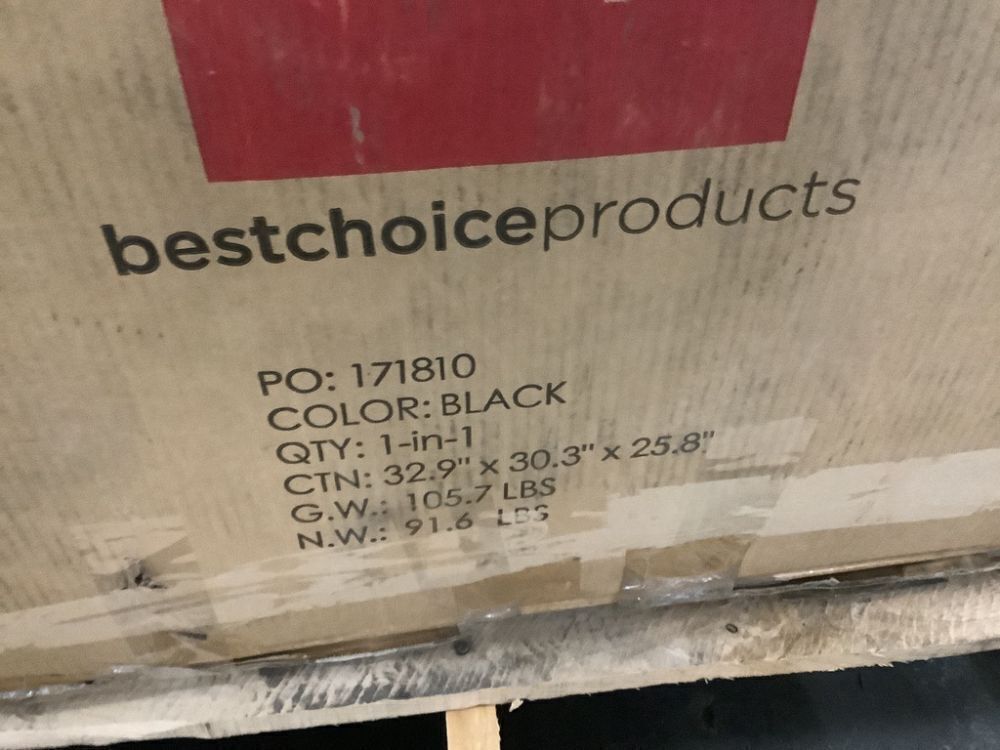 bestchoiceproducts
PO: 171810
COLOR: BLACK
QTY: 1-in-1
CTN: 32.9" x 30.3" x 25.8"
G.W.: 105.7 LBS
N.W.: 91.6 LBS